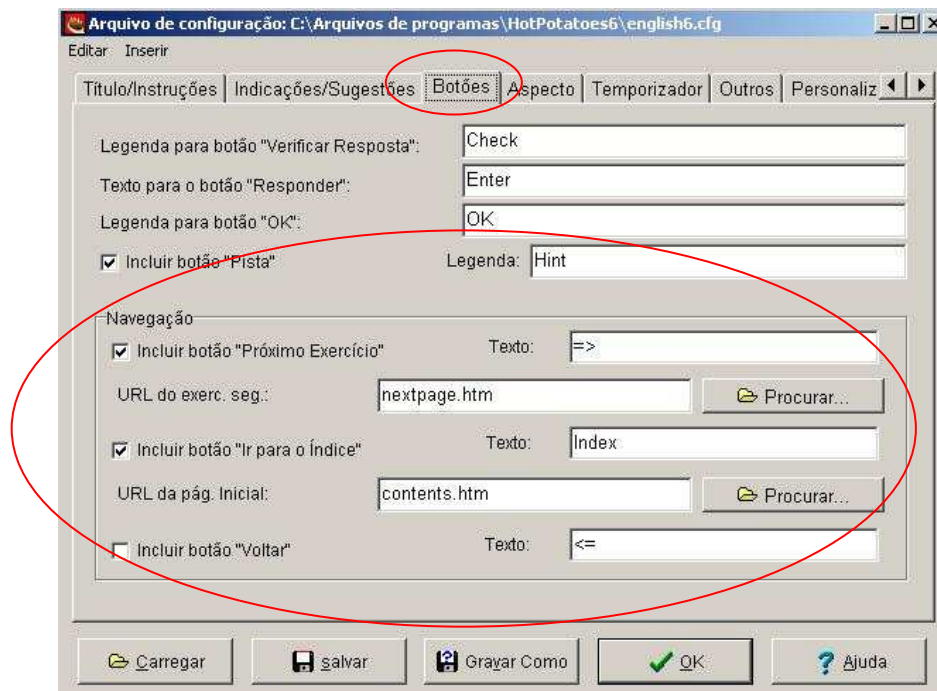 Arquivo de configuração: C:\Arquivos de programas\HotPotatoes6\english6.cfg
Editar Inserir
Título/Instruções Indicações/Sugestões Botões Aspecto Temporizador Outros Personaliz
Legenda para botão "Verificar Resposta": Check
Texto para o botão "Responder": Enter
Legenda para botão "OK": OK
Incluir botão "Pista" Legenda: Hint
Navegação
Incluir botão "Próximo Exercício" Texto: =>
URL do exerc. seg.: nextpage.htm Procurar...
Incluir botão "Ir para o Índice" Texto: Index
URL da pág. Inicial: contents.htm Procurar...
Incluir botão "Voltar" Texto: <=
Carregar salvar Gravar Como OK Ajuda